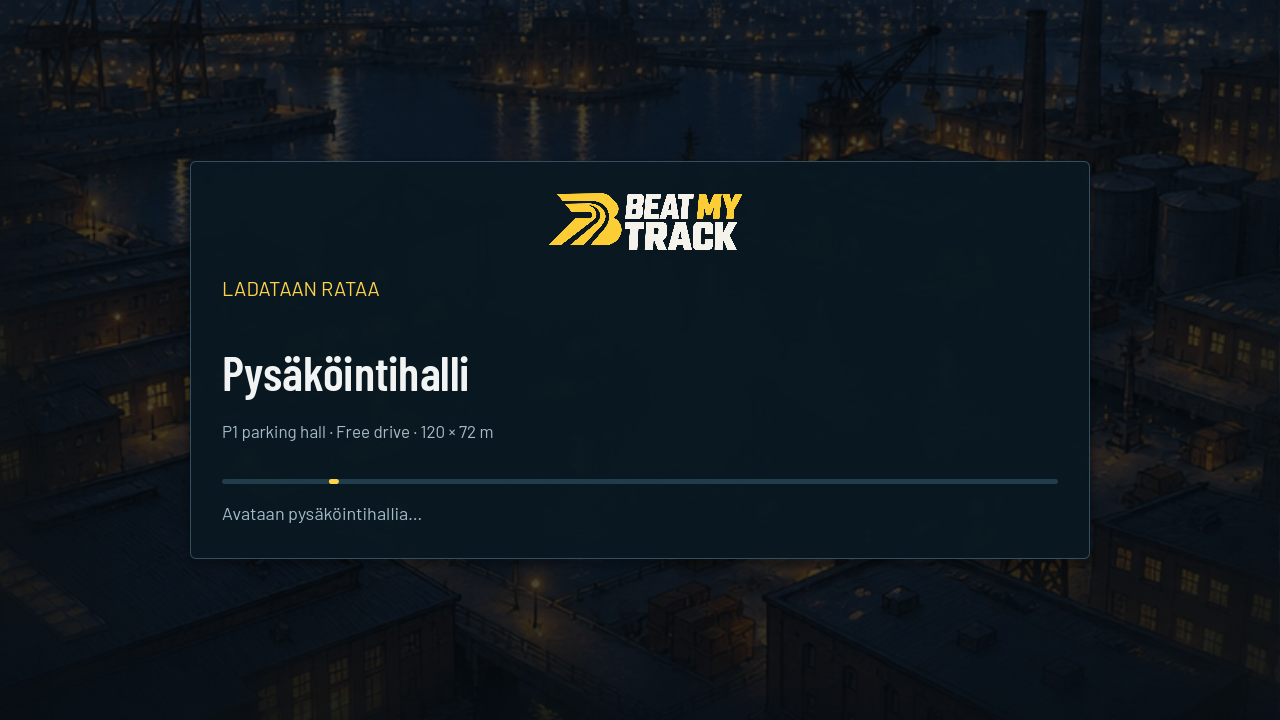 BEAT MY
TRACK
LADATAAN RATAA
Pysäköintihalli
P1 parking hall · Free drive · 120 × 72 m
Avataan pysäköintihallia...